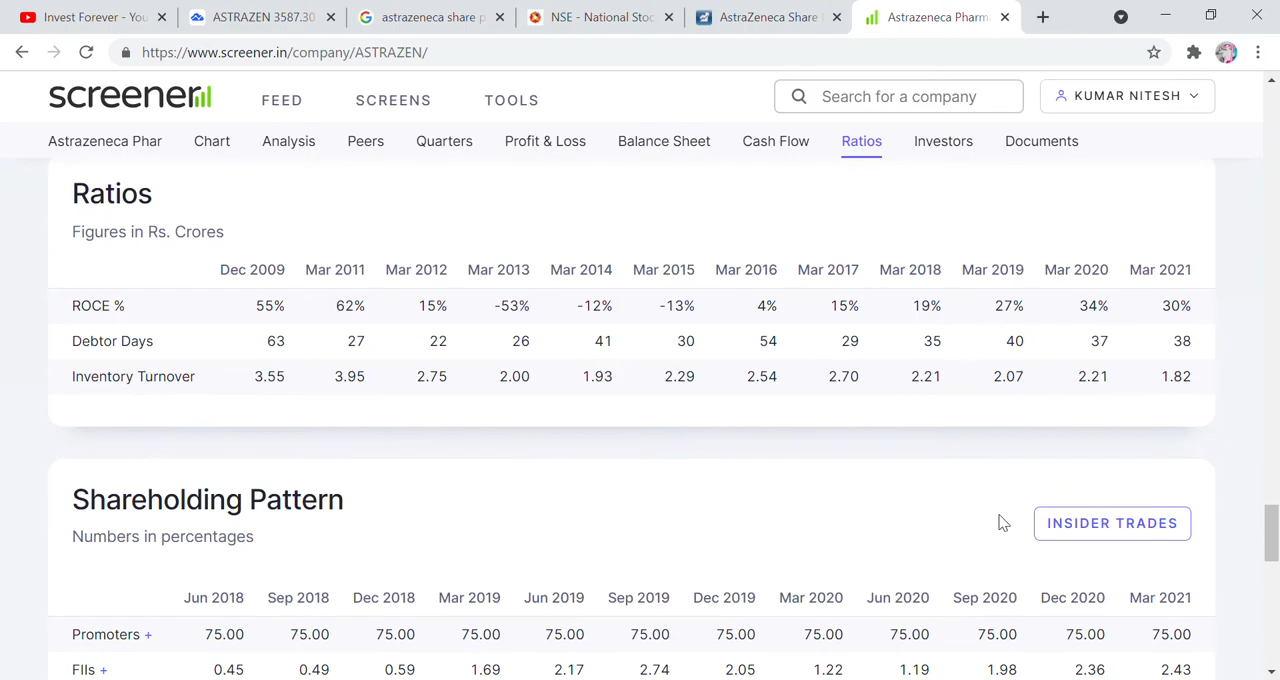 Invest Forever - You
ASTRAZEN 3587.30
astrazeneca share p
NSE - National Stoc
AstraZeneca Share
Astrazeneca Pharm
https://www.screener.in/company/ASTRAZEN/
screener
FEED
SCREENS
TOOLS
Search for a company
KUMAR NITESH
Astrazeneca Phar Chart Analysis Peers Quarters Profit & Loss Balance Sheet Cash Flow Ratios Investors Documents
Ratios
Figures in Rs. Crores
Dec 2009 Mar 2011 Mar 2012 Mar 2013 Mar 2014 Mar 2015 Mar 2016 Mar 2017 Mar 2018 Mar 2019 Mar 2020 Mar 2021
ROCE % 55% 62% 15% -53% -12% -13% 4% 15% 19% 27% 34% 30%
Debtor Days 63 27 22 26 41 30 54 29 35 40 37 38
Inventory Turnover 3.55 3.95 2.75 2.00 1.93 2.29 2.54 2.70 2.21 2.07 2.21 1.82
Shareholding Pattern
Numbers in percentages
INSIDER TRADES
Jun 2018 Sep 2018 Dec 2018 Mar 2019 Jun 2019 Sep 2019 Dec 2019 Mar 2020 Jun 2020 Sep 2020 Dec 2020 Mar 2021
Promoters + 75.00 75.00 75.00 75.00 75.00 75.00 75.00 75.00 75.00 75.00 75.00 75.00
FIIs + 0.45 0.49 0.59 1.69 2.17 2.74 2.05 1.22 1.19 1.98 2.36 2.43